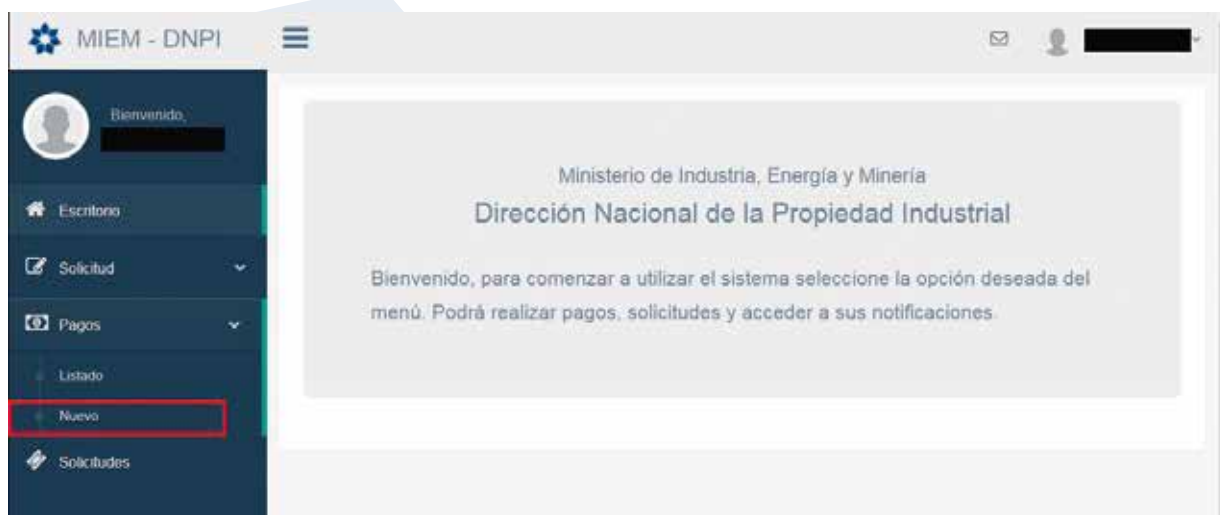 MIEM - DNPI
Bienvenido,
Escritorio
Solicitud
Pagos
Listado
Nuevo
Solicitudes
Ministerio de Industria, Energía y Minería
Dirección Nacional de la Propiedad Industrial
Bienvenido, para comenzar a utilizar el sistema seleccione la opción deseada del
menú. Podrá realizar pagos, solicitudes y acceder a sus notificaciones.